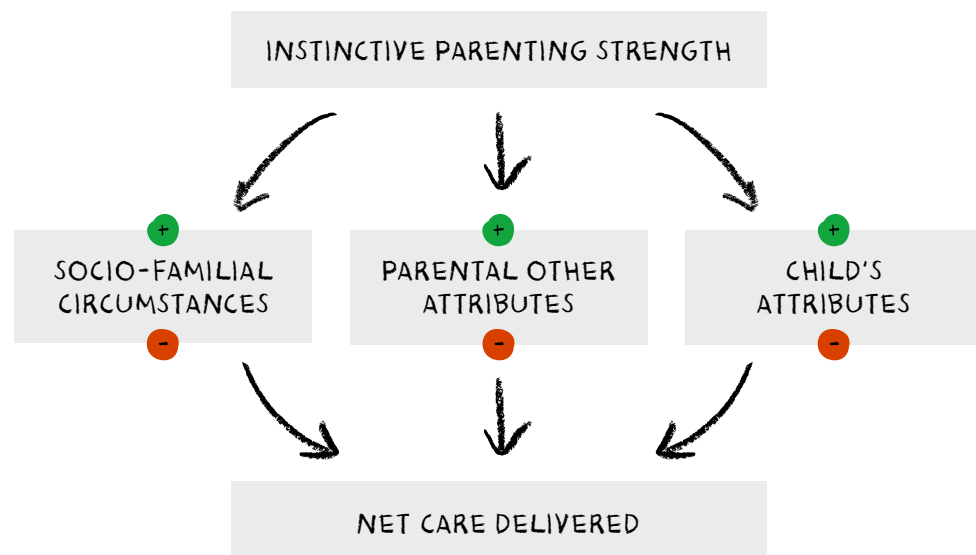 INSTINCTIVE PARENTING STRENGTH
+ + +
SOCIO-FAMILIAL
CIRCUMSTANCES
PARENTAL OTHER
ATTRIBUTES
CHILD'S
ATTRIBUTES
- - -
NET CARE DELIVERED